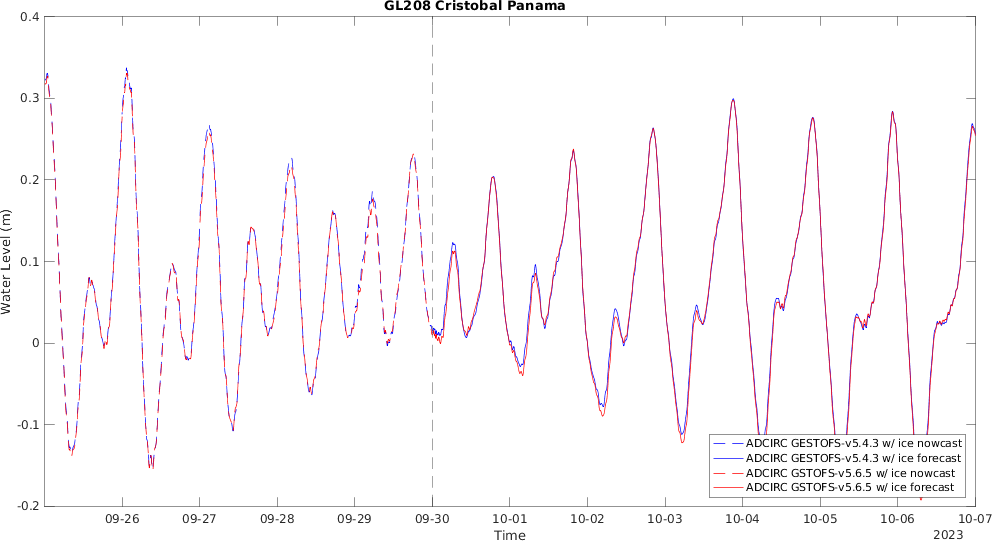 GL208 Cristobal Panama
0.4
0.3
0.2
0.1
0
-0.1
-0.2
Water Level (m)
ADCIRC GESTOFS-v5.4.3 w/ ice nowcast
ADCIRC GESTOFS-v5.4.3 w/ ice forecast
ADCIRC GSTOFS-v5.6.5 w/ ice nowcast
ADCIRC GSTOFS-v5.6.5 w/ ice forecast
09-26 09-27 09-28 09-29 09-30 10-01 10-02 10-03 10-04 10-05 10-06 10-07
Time
2023